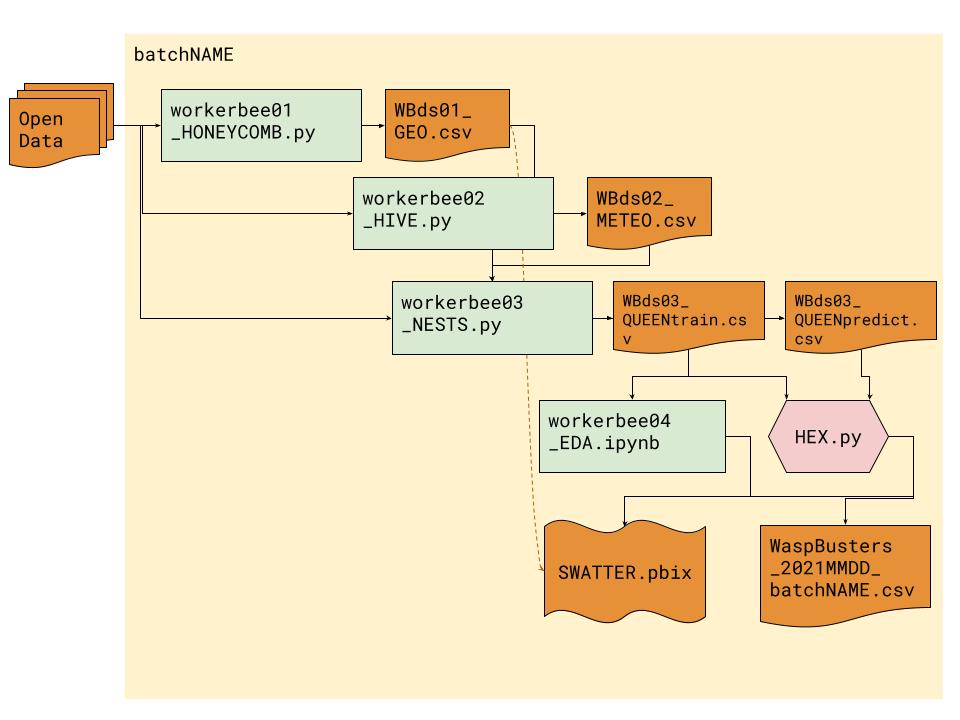 batchNAME
Open
Data
workerbee01
_HONEYCOMB.py
WBds01_
GEO.csv
workerbee02
_HIVE.py
WBds02_
METEO.csv
workerbee03
_NESTS.py
WBds03_
QUEENtrain.cs
v
WBds03_
QUEENpredict.
csv
workerbee04
_EDA.ipynb
HEX.py
SWATTER.pbix
WaspBusters
_2021MMDD_
batchNAME.csv